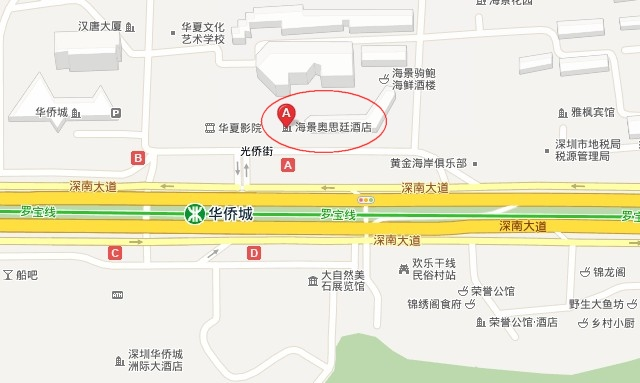 海景花园
汉唐大厦
华夏文化
艺术学校
海景驹鲍
海鲜酒楼
华侨城
P
A
华夏影院
海景奥思廷酒店
雅枫宾馆
光侨街
B
A
黄金海岸俱乐部
深圳市地税局
税源管理局
深南大道
深南大道
罗宝线
华侨城
罗宝线
罗宝
深南大道
深南大道
深南大道
C
D
船吧
大自然美
石展览馆
欢乐干线
民俗村站
锦龙阁
荣誉公馆
锦绣阁食府
野生大鱼坊
荣誉公馆·酒店
乡村小厨
深圳华侨城
洲际大酒店